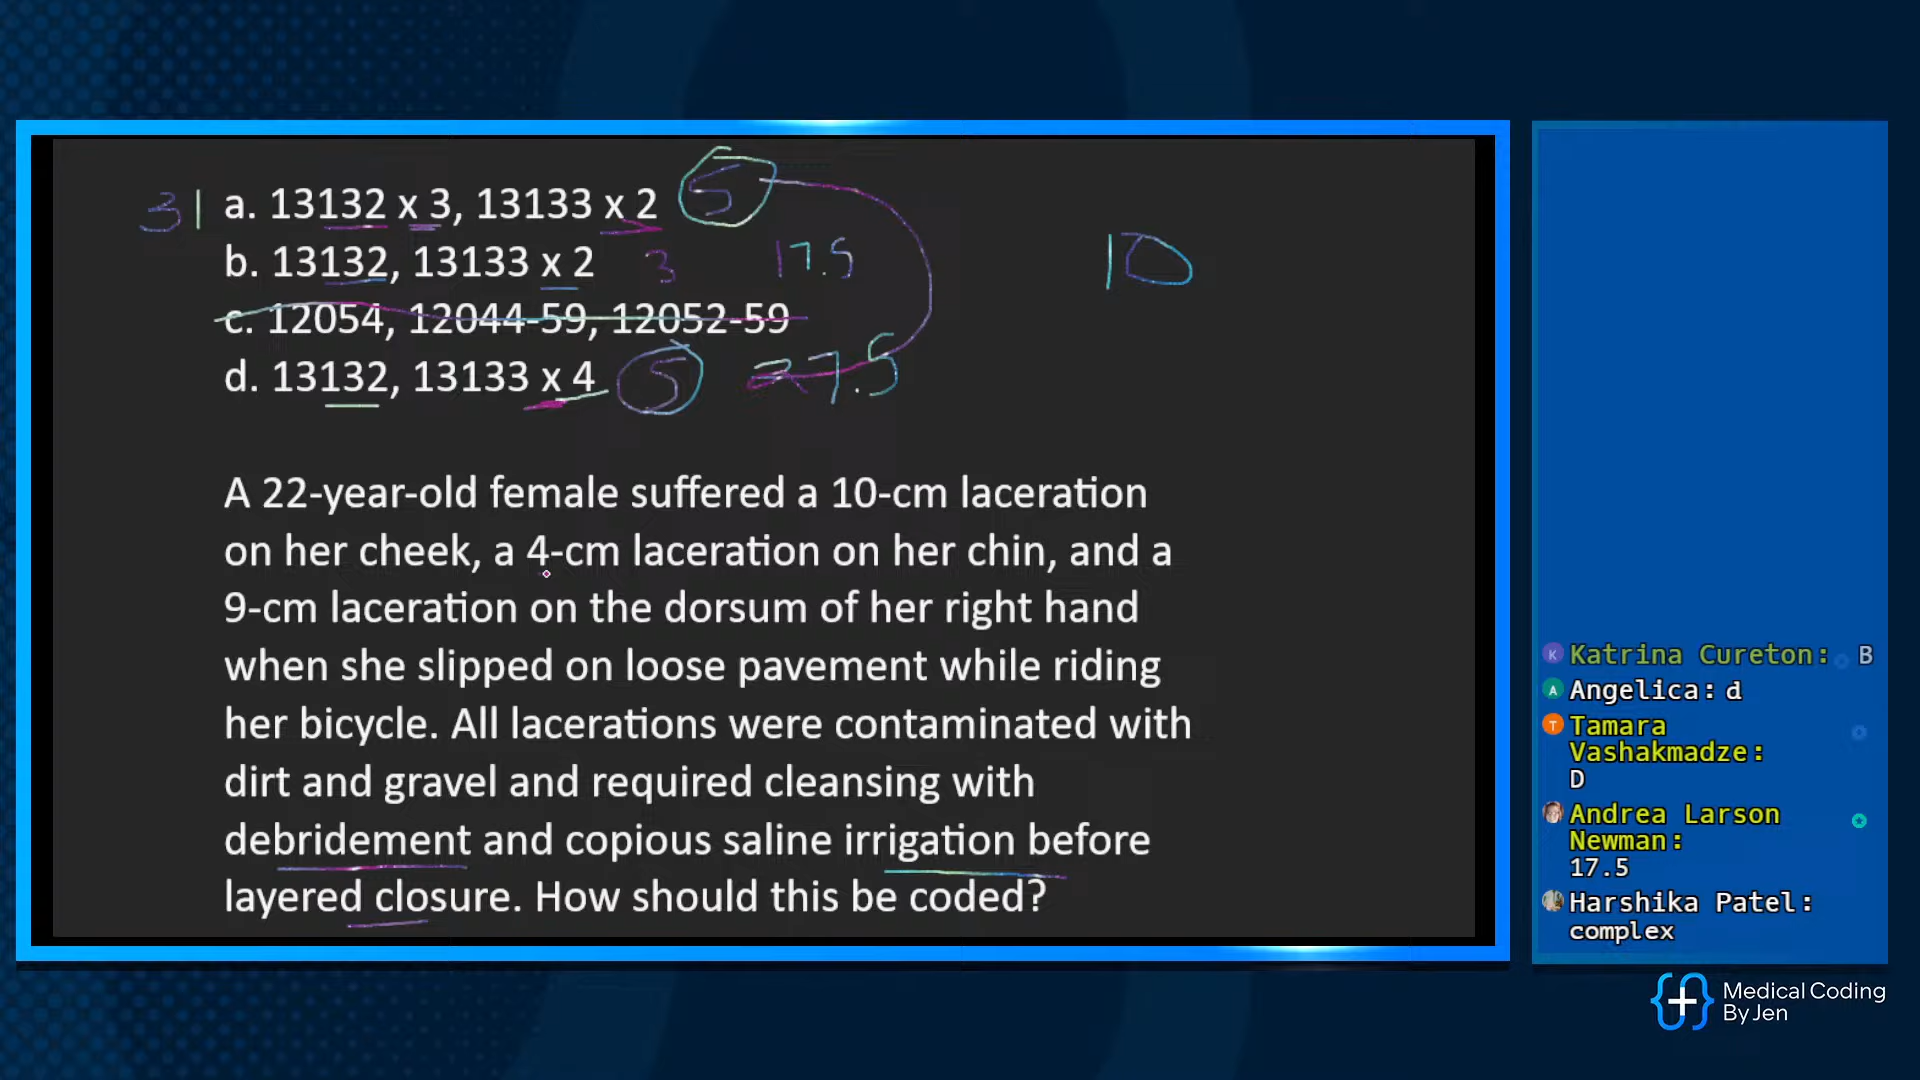 3 | a. 13132 x 3, 13133 x 2 5
b. 13132, 13133 x 2 3 17.5 10
c. 12054, 12044-59, 12052-59
d. 13132, 13133 x 4 5 27.5
A 22-year-old female suffered a 10-cm laceration
on her cheek, a 4-cm laceration on her chin, and a
9-cm laceration on the dorsum of her right hand
when she slipped on loose pavement while riding
her bicycle. All lacerations were contaminated with
dirt and gravel and required cleansing with
debridement and copious saline irrigation before
layered closure. How should this be coded?
K Katrina Cureton: B
A Angelica: d
T Tamara
Vashakmadze:
D
Andrea Larson
Newman:
17.5
Harshika Patel:
complex
Medical Coding
By Jen